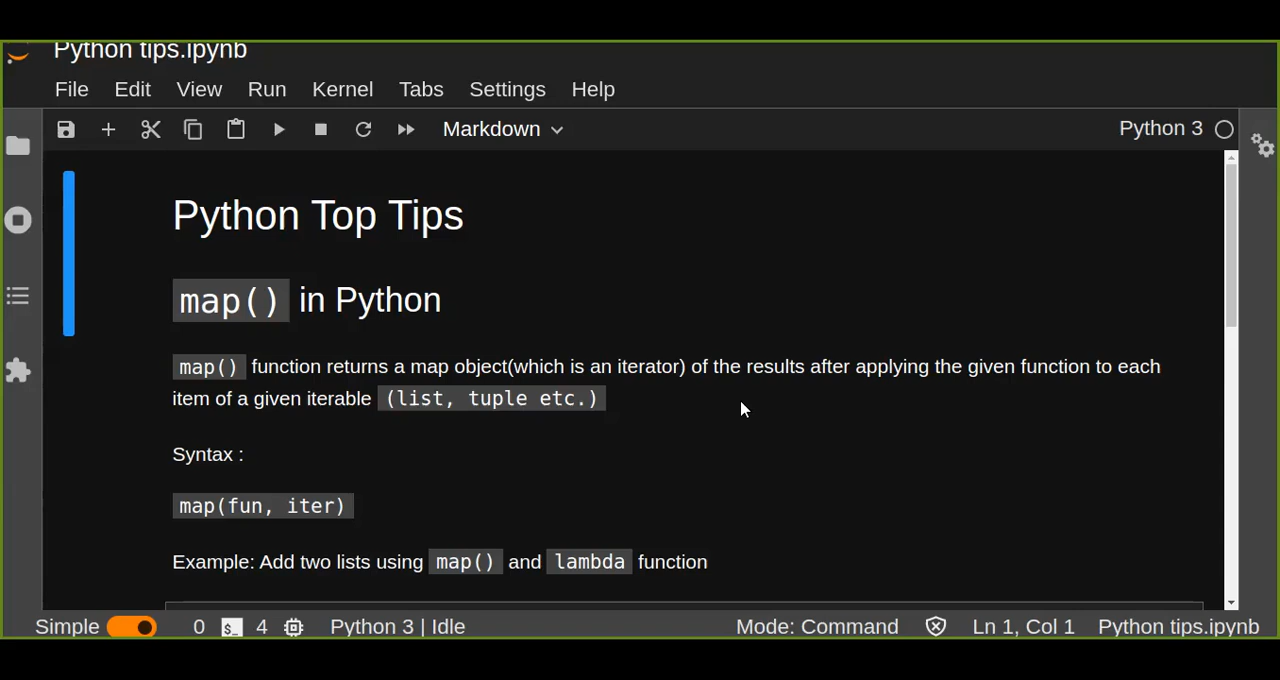 Python tips.ipynb
File Edit View Run Kernel Tabs Settings Help
Markdown Python 3
Python Top Tips
map() in Python
map() function returns a map object(which is an iterator) of the results after applying the given function to each
item of a given iterable (list, tuple etc.)
Syntax :
map(fun, iter)
Example: Add two lists using map() and lambda function
Simple 0 $_ 4 Python 3 | Idle Mode: Command Ln 1, Col 1 Python tips.ipynb